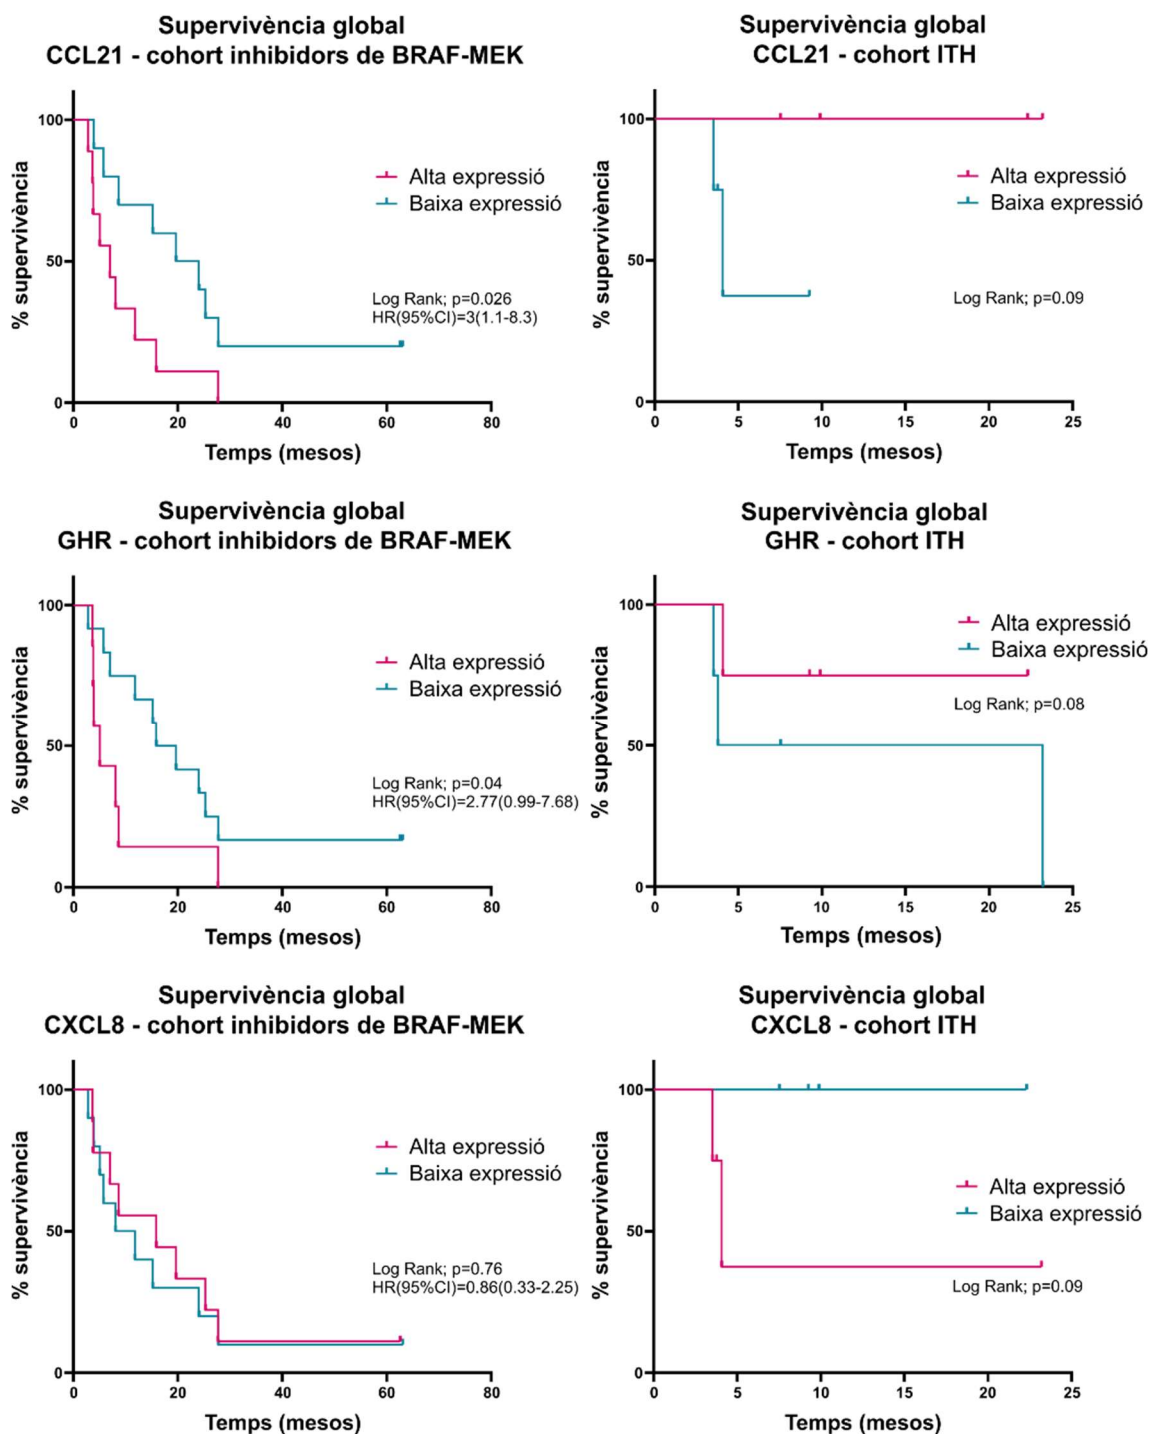 Supervivència global
CCL21 - cohort inhibidors de BRAF-MEK
100
50
0
% supervivència
Alta expressió
Baixa expressió
Log Rank; p=0.026
HR(95%CI)=3(1.1-8.3)
0 20 40 60 80
Temps (mesos)
Supervivència global
CCL21 - cohort ITH
100
50
0
% supervivència
Alta expressió
Baixa expressió
Log Rank; p=0.09
0 5 10 15 20 25
Temps (mesos)
Supervivència global
GHR - cohort inhibidors de BRAF-MEK
100
50
0
% supervivència
Alta expressió
Baixa expressió
Log Rank; p=0.04
HR(95%CI)=2.77(0.99-7.68)
0 20 40 60 80
Temps (mesos)
Supervivència global
GHR - cohort ITH
100
50
0
% supervivència
Alta expressió
Baixa expressió
Log Rank; p=0.08
0 5 10 15 20 25
Temps (mesos)
Supervivència global
CXCL8 - cohort inhibidors de BRAF-MEK
100
50
0
% supervivència
Alta expressió
Baixa expressió
Log Rank; p=0.76
HR(95%CI)=0.86(0.33-2.25)
0 20 40 60 80
Temps (mesos)
Supervivència global
CXCL8 - cohort ITH
100
50
0
% supervivència
Alta expressió
Baixa expressió
Log Rank; p=0.09
0 5 10 15 20 25
Temps (mesos)